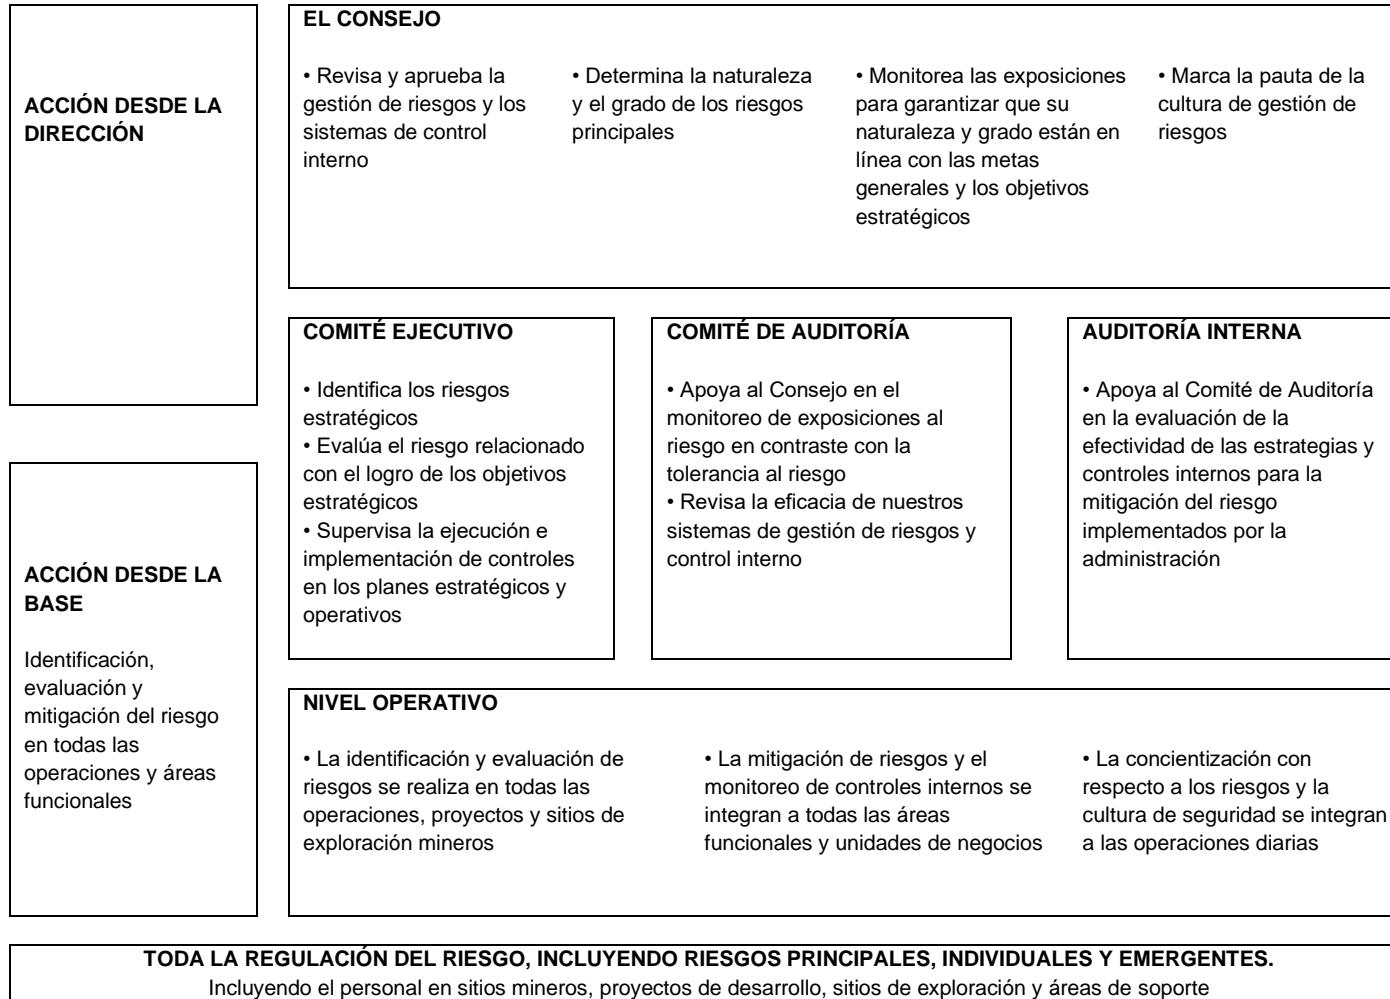 ACCIÓN DESDE LA
DIRECCIÓN
EL CONSEJO
• Revisa y aprueba la
gestión de riesgos y los
sistemas de control
interno
• Determina la naturaleza
y el grado de los riesgos
principales
• Monitorea las exposiciones
para garantizar que su
naturaleza y grado están en
línea con las metas
generales y los objetivos
estratégicos
• Marca la pauta de la
cultura de gestión de
riesgos
COMITÉ EJECUTIVO
• Identifica los riesgos
estratégicos
• Evalúa el riesgo relacionado
con el logro de los objetivos
estratégicos
• Supervisa la ejecución e
implementación de controles
en los planes estratégicos y
operativos
COMITÉ DE AUDITORÍA
• Apoya al Consejo en el
monitoreo de exposiciones al
riesgo en contraste con la
tolerancia al riesgo
• Revisa la eficacia de nuestros
sistemas de gestión de riesgos y
control interno
AUDITORÍA INTERNA
• Apoya al Comité de Auditoría
en la evaluación de la
efectividad de las estrategias y
controles internos para la
mitigación del riesgo
implementados por la
administración
ACCIÓN DESDE LA
BASE
Identificación,
evaluación y
mitigación del riesgo
en todas las
operaciones y áreas
funcionales
NIVEL OPERATIVO
• La identificación y evaluación de
riesgos se realiza en todas las
operaciones, proyectos y sitios de
exploración mineros
• La mitigación de riesgos y el
monitoreo de controles internos se
integran a todas las áreas
funcionales y unidades de negocios
• La concientización con
respecto a los riesgos y la
cultura de seguridad se integran
a las operaciones diarias
TODA LA REGULACIÓN DEL RIESGO, INCLUYENDO RIESGOS PRINCIPALES, INDIVIDUALES Y EMERGENTES.
Incluyendo el personal en sitios mineros, proyectos de desarrollo, sitios de exploración y áreas de soporte